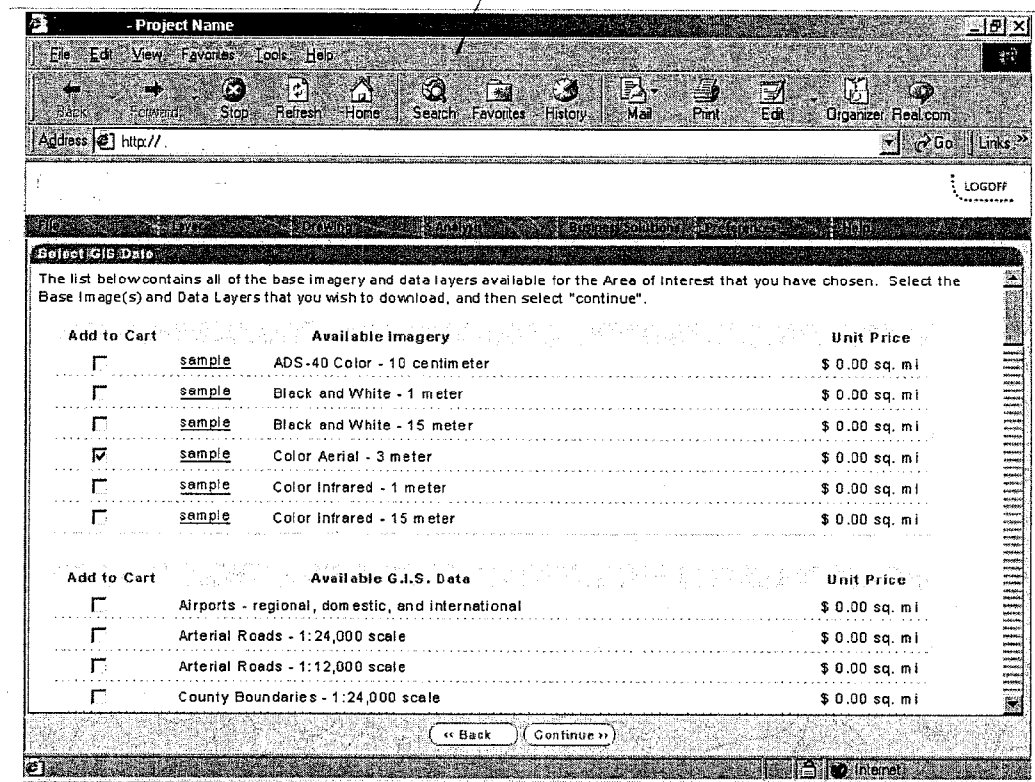 - Project Name
File Edit View Favorites Tools Help
Back Forward Stop Refresh Home Search Favorites History Mail Print Edit Organizer Real.com
Address http://. Go Links »
LOGOFF
File Layers Drawing Analysis Business Solutions Preferences Help
Select GIS Data
The list below contains all of the base imagery and data layers available for the Area of Interest that you have chosen. Select the
Base Image(s) and Data Layers that you wish to download, and then select "continue".
Add to Cart Available Imagery Unit Price
sample ADS-40 Color - 10 centimeter $ 0.00 sq. mi
sample Black and White - 1 meter $ 0.00 sq. mi
sample Black and White - 15 meter $ 0.00 sq. mi
sample Color Aerial - 3 meter $ 0.00 sq. mi
sample Color Infrared - 1 meter $ 0.00 sq. mi
sample Color Infrared - 15 meter $ 0.00 sq. mi
Add to Cart Available G.I.S. Data Unit Price
Airports - regional, domestic, and international $ 0.00 sq. mi
Arterial Roads - 1:24,000 scale $ 0.00 sq. mi
Arterial Roads - 1:12,000 scale $ 0.00 sq. mi
County Boundaries - 1:24,000 scale $ 0.00 sq. mi
‹‹ Back Continue ››
Internet